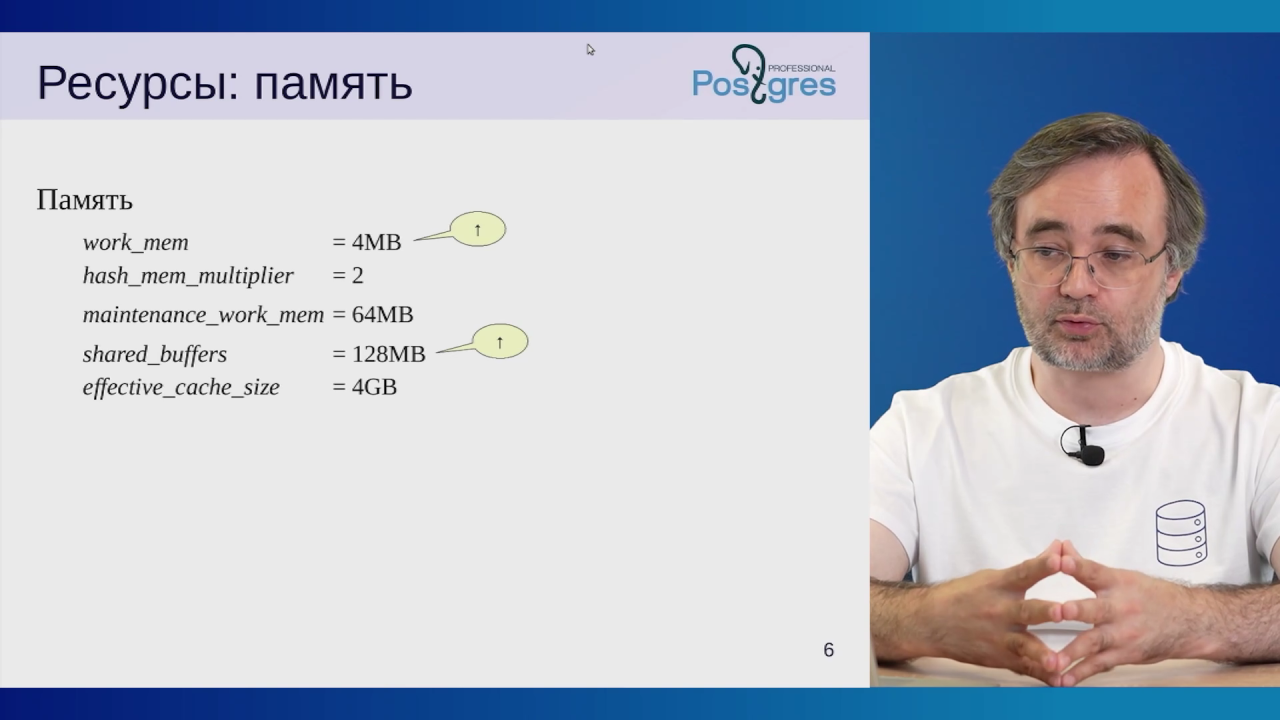 Ресурсы: память
PROFESSIONAL
Postgres
Память
work_mem = 4MB ↑
hash_mem_multiplier = 2
maintenance_work_mem = 64MB
shared_buffers = 128MB ↑
effective_cache_size = 4GB
6